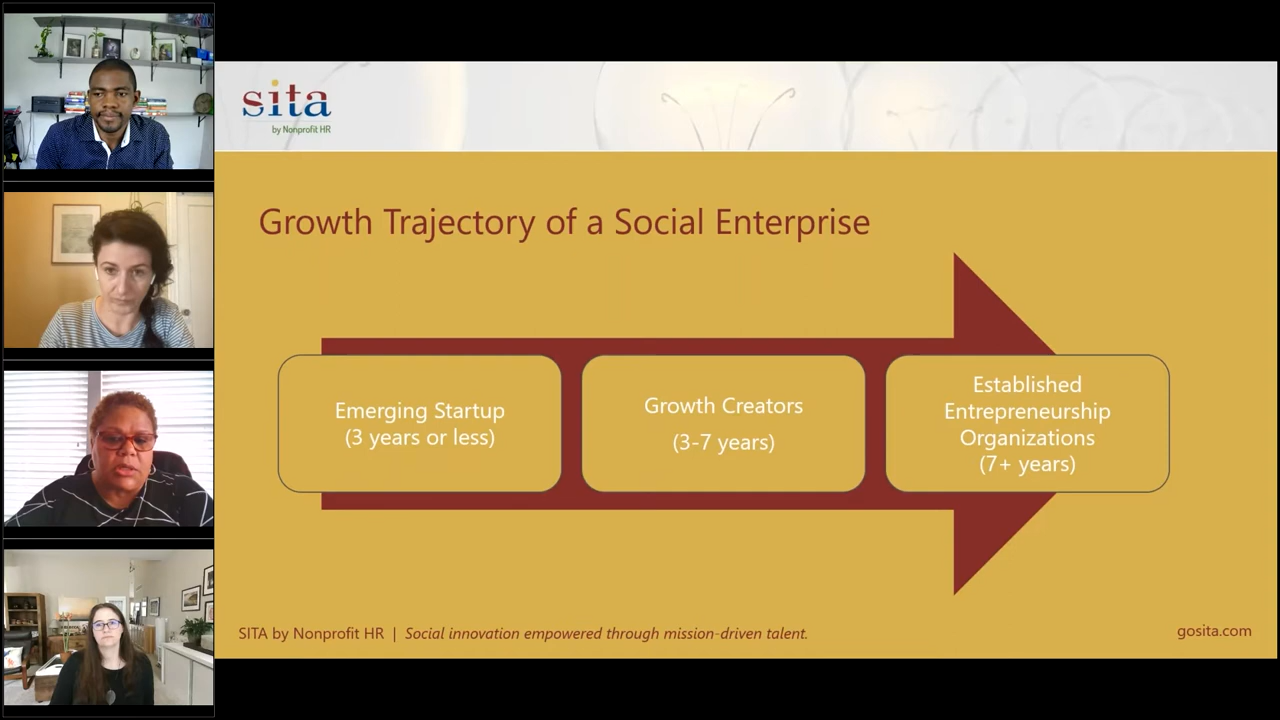 sita
by Nonprofit HR
Growth Trajectory of a Social Enterprise
Emerging Startup
(3 years or less)
Growth Creators
(3-7 years)
Established
Entrepreneurship
Organizations
(7+ years)
SITA by Nonprofit HR | Social innovation empowered through mission-driven talent.
gosita.com